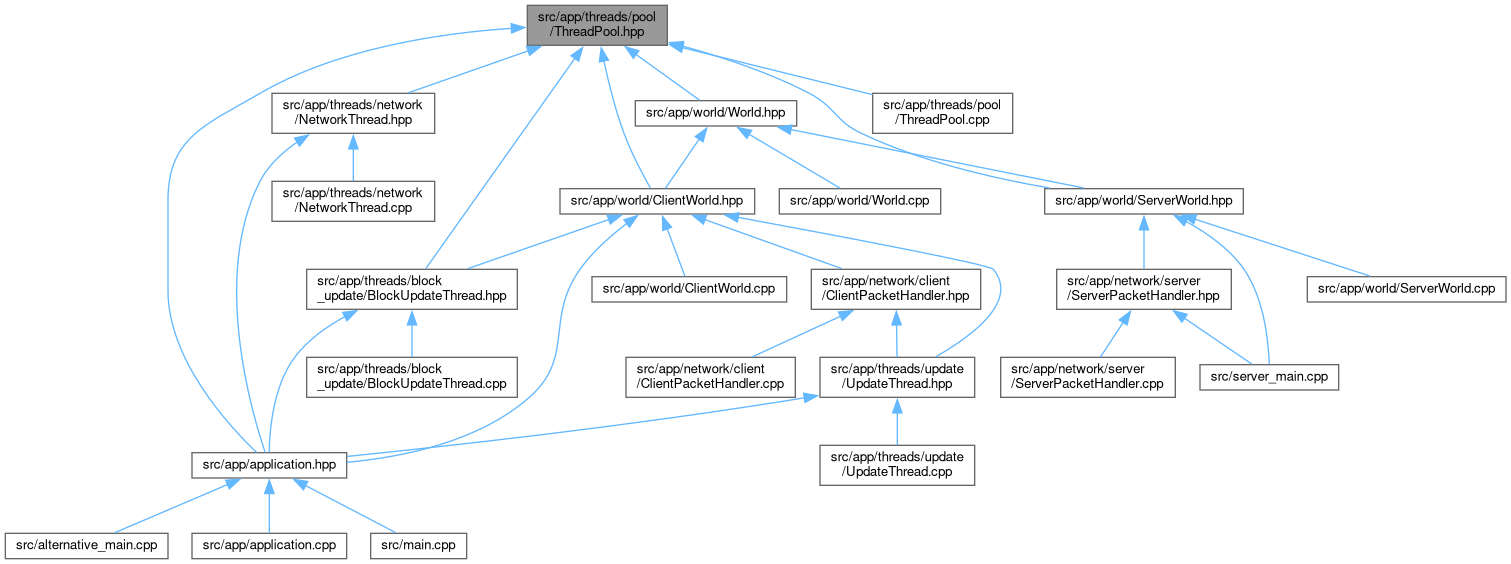 src/app/threads/pool
/ThreadPool.hpp
src/app/threads/network
/NetworkThread.hpp
src/app/world/World.hpp
src/app/threads/pool
/ThreadPool.cpp
src/app/threads/network
/NetworkThread.cpp
src/app/world/ClientWorld.hpp
src/app/world/World.cpp
src/app/world/ServerWorld.hpp
src/app/threads/block
_update/BlockUpdateThread.hpp
src/app/world/ClientWorld.cpp
src/app/network/client
/ClientPacketHandler.hpp
src/app/network/server
/ServerPacketHandler.hpp
src/app/world/ServerWorld.cpp
src/app/threads/block
_update/BlockUpdateThread.cpp
src/app/network/client
/ClientPacketHandler.cpp
src/app/threads/update
/UpdateThread.hpp
src/app/network/server
/ServerPacketHandler.cpp
src/server_main.cpp
src/app/application.hpp
src/app/threads/update
/UpdateThread.cpp
src/alternative_main.cpp
src/app/application.cpp
src/main.cpp